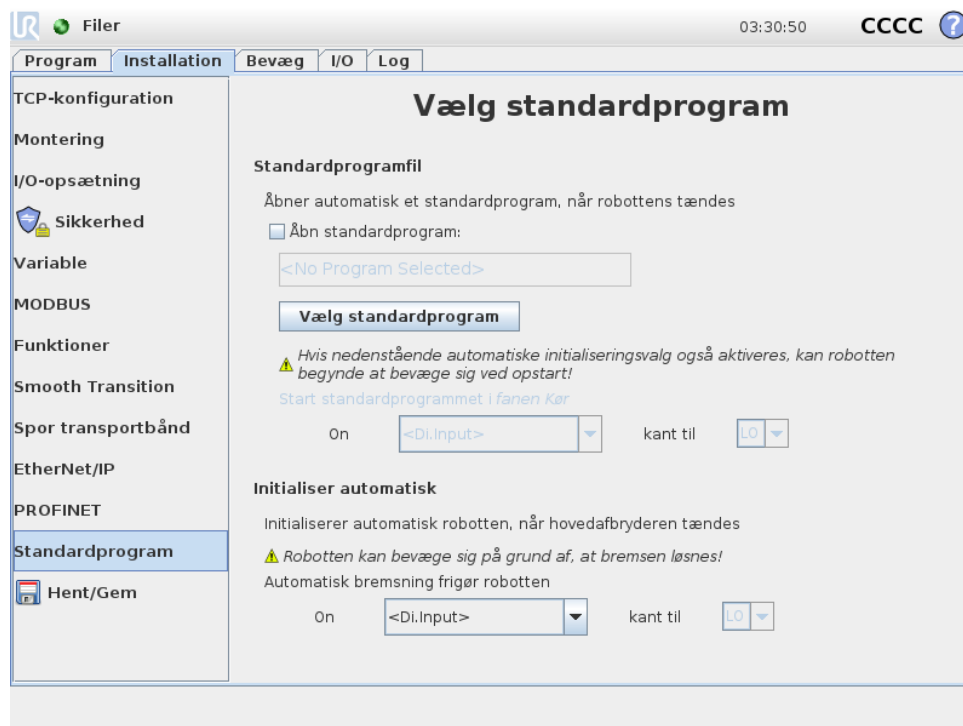 UR Filer 03:30:50 CCCC ?
Program Installation Bevæg I/O Log
TCP-konfiguration
Montering
I/O-opsætning
Sikkerhed
Variable
MODBUS
Funktioner
Smooth Transition
Spor transportbånd
EtherNet/IP
PROFINET
Standardprogram
Hent/Gem
Vælg standardprogram
Standardprogramfil
Åbner automatisk et standardprogram, når robottens tændes
Åbn standardprogram:
<No Program Selected>
Vælg standardprogram
Hvis nedenstående automatiske initialiseringsvalg også aktiveres, kan robotten
begynde at bevæge sig ved opstart!
Start standardprogrammet i fanen Kør
On <Di.Input> kant til LO
Initialiser automatisk
Initialiserer automatisk robotten, når hovedafbryderen tændes
Robotten kan bevæge sig på grund af, at bremsen løsnes!
Automatisk bremsning frigør robotten
On <Di.Input> kant til LO